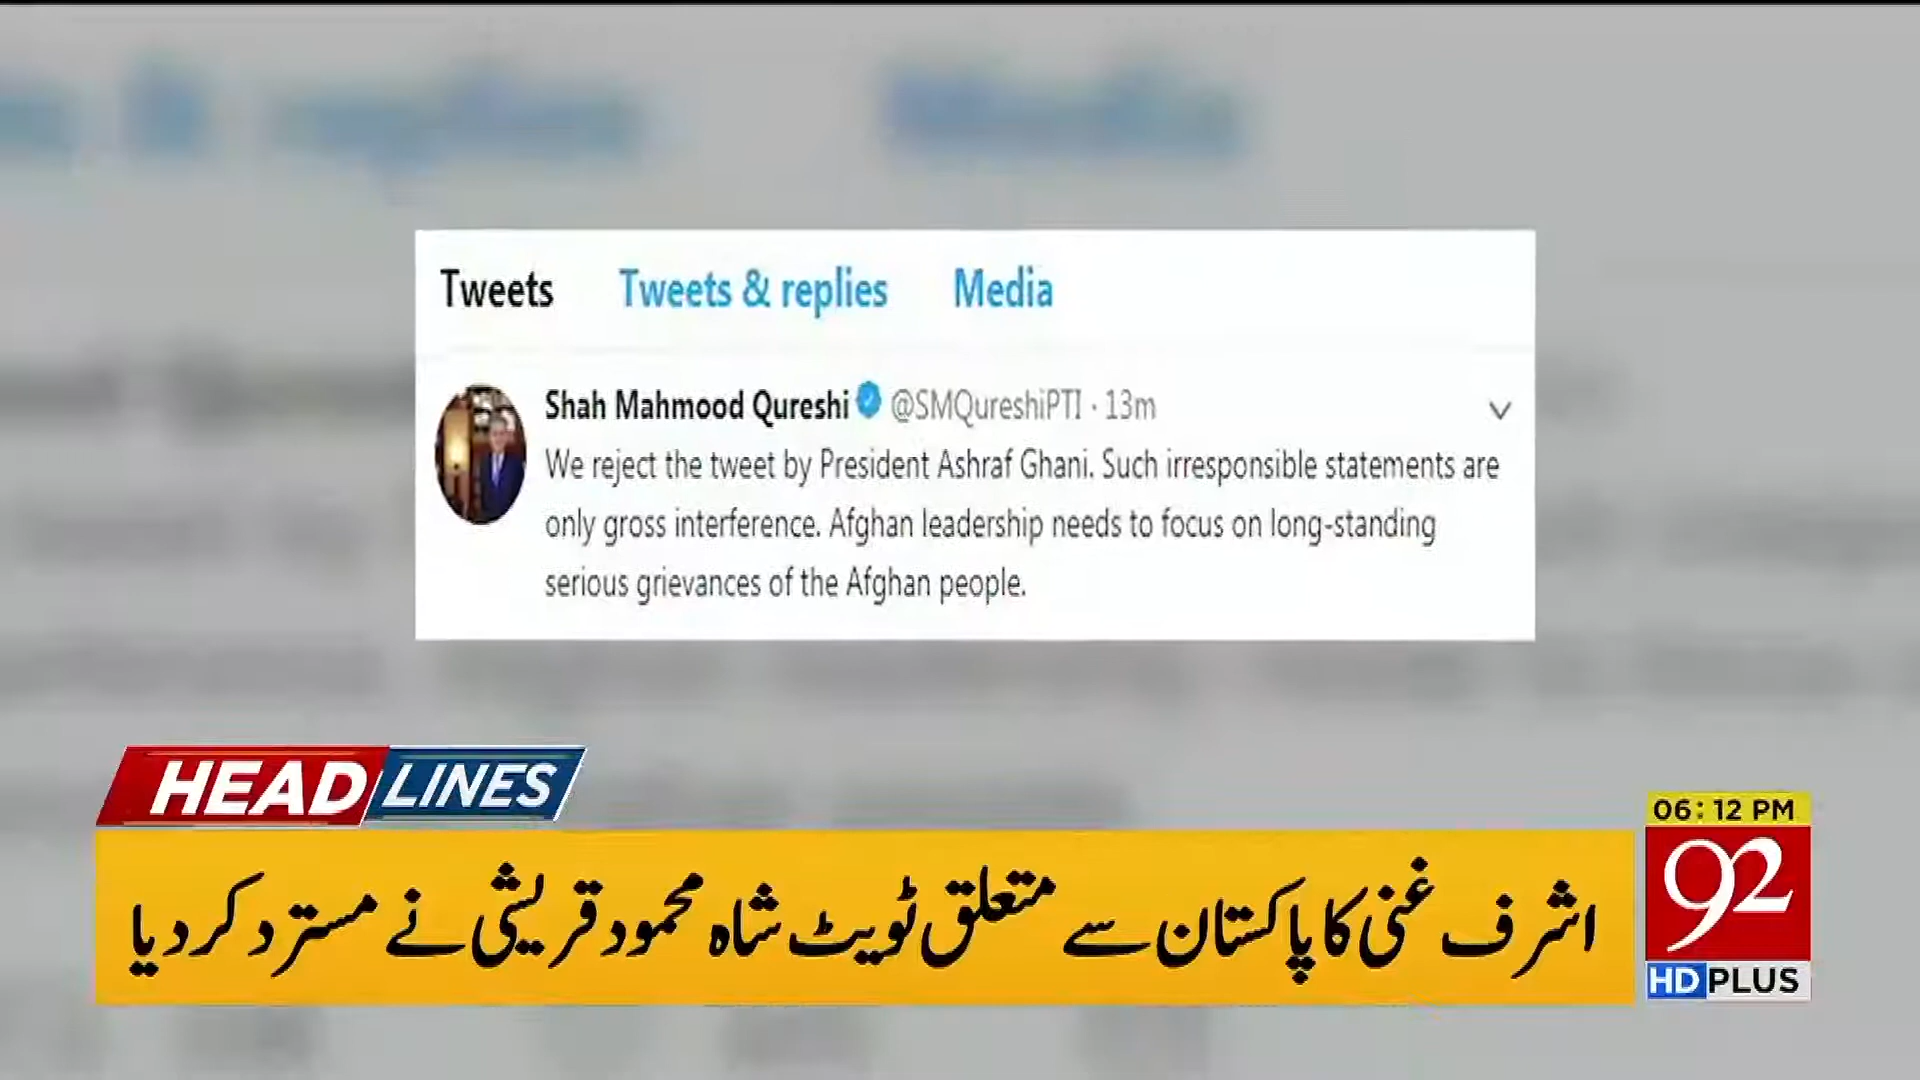 Tweets Tweets & replies Media
Shah Mahmood Qureshi @SMQureshiPTI · 13m
We reject the tweet by President Ashraf Ghani. Such irresponsible statements are
only gross interference. Afghan leadership needs to focus on long-standing
serious grievances of the Afghan people.
HEADLINES
06:12 PM
اشرف غنی کا پاکستان سے متعلق ٹویٹ شاہ محمود قریشی نے مسترد کر دیا
92
HD PLUS